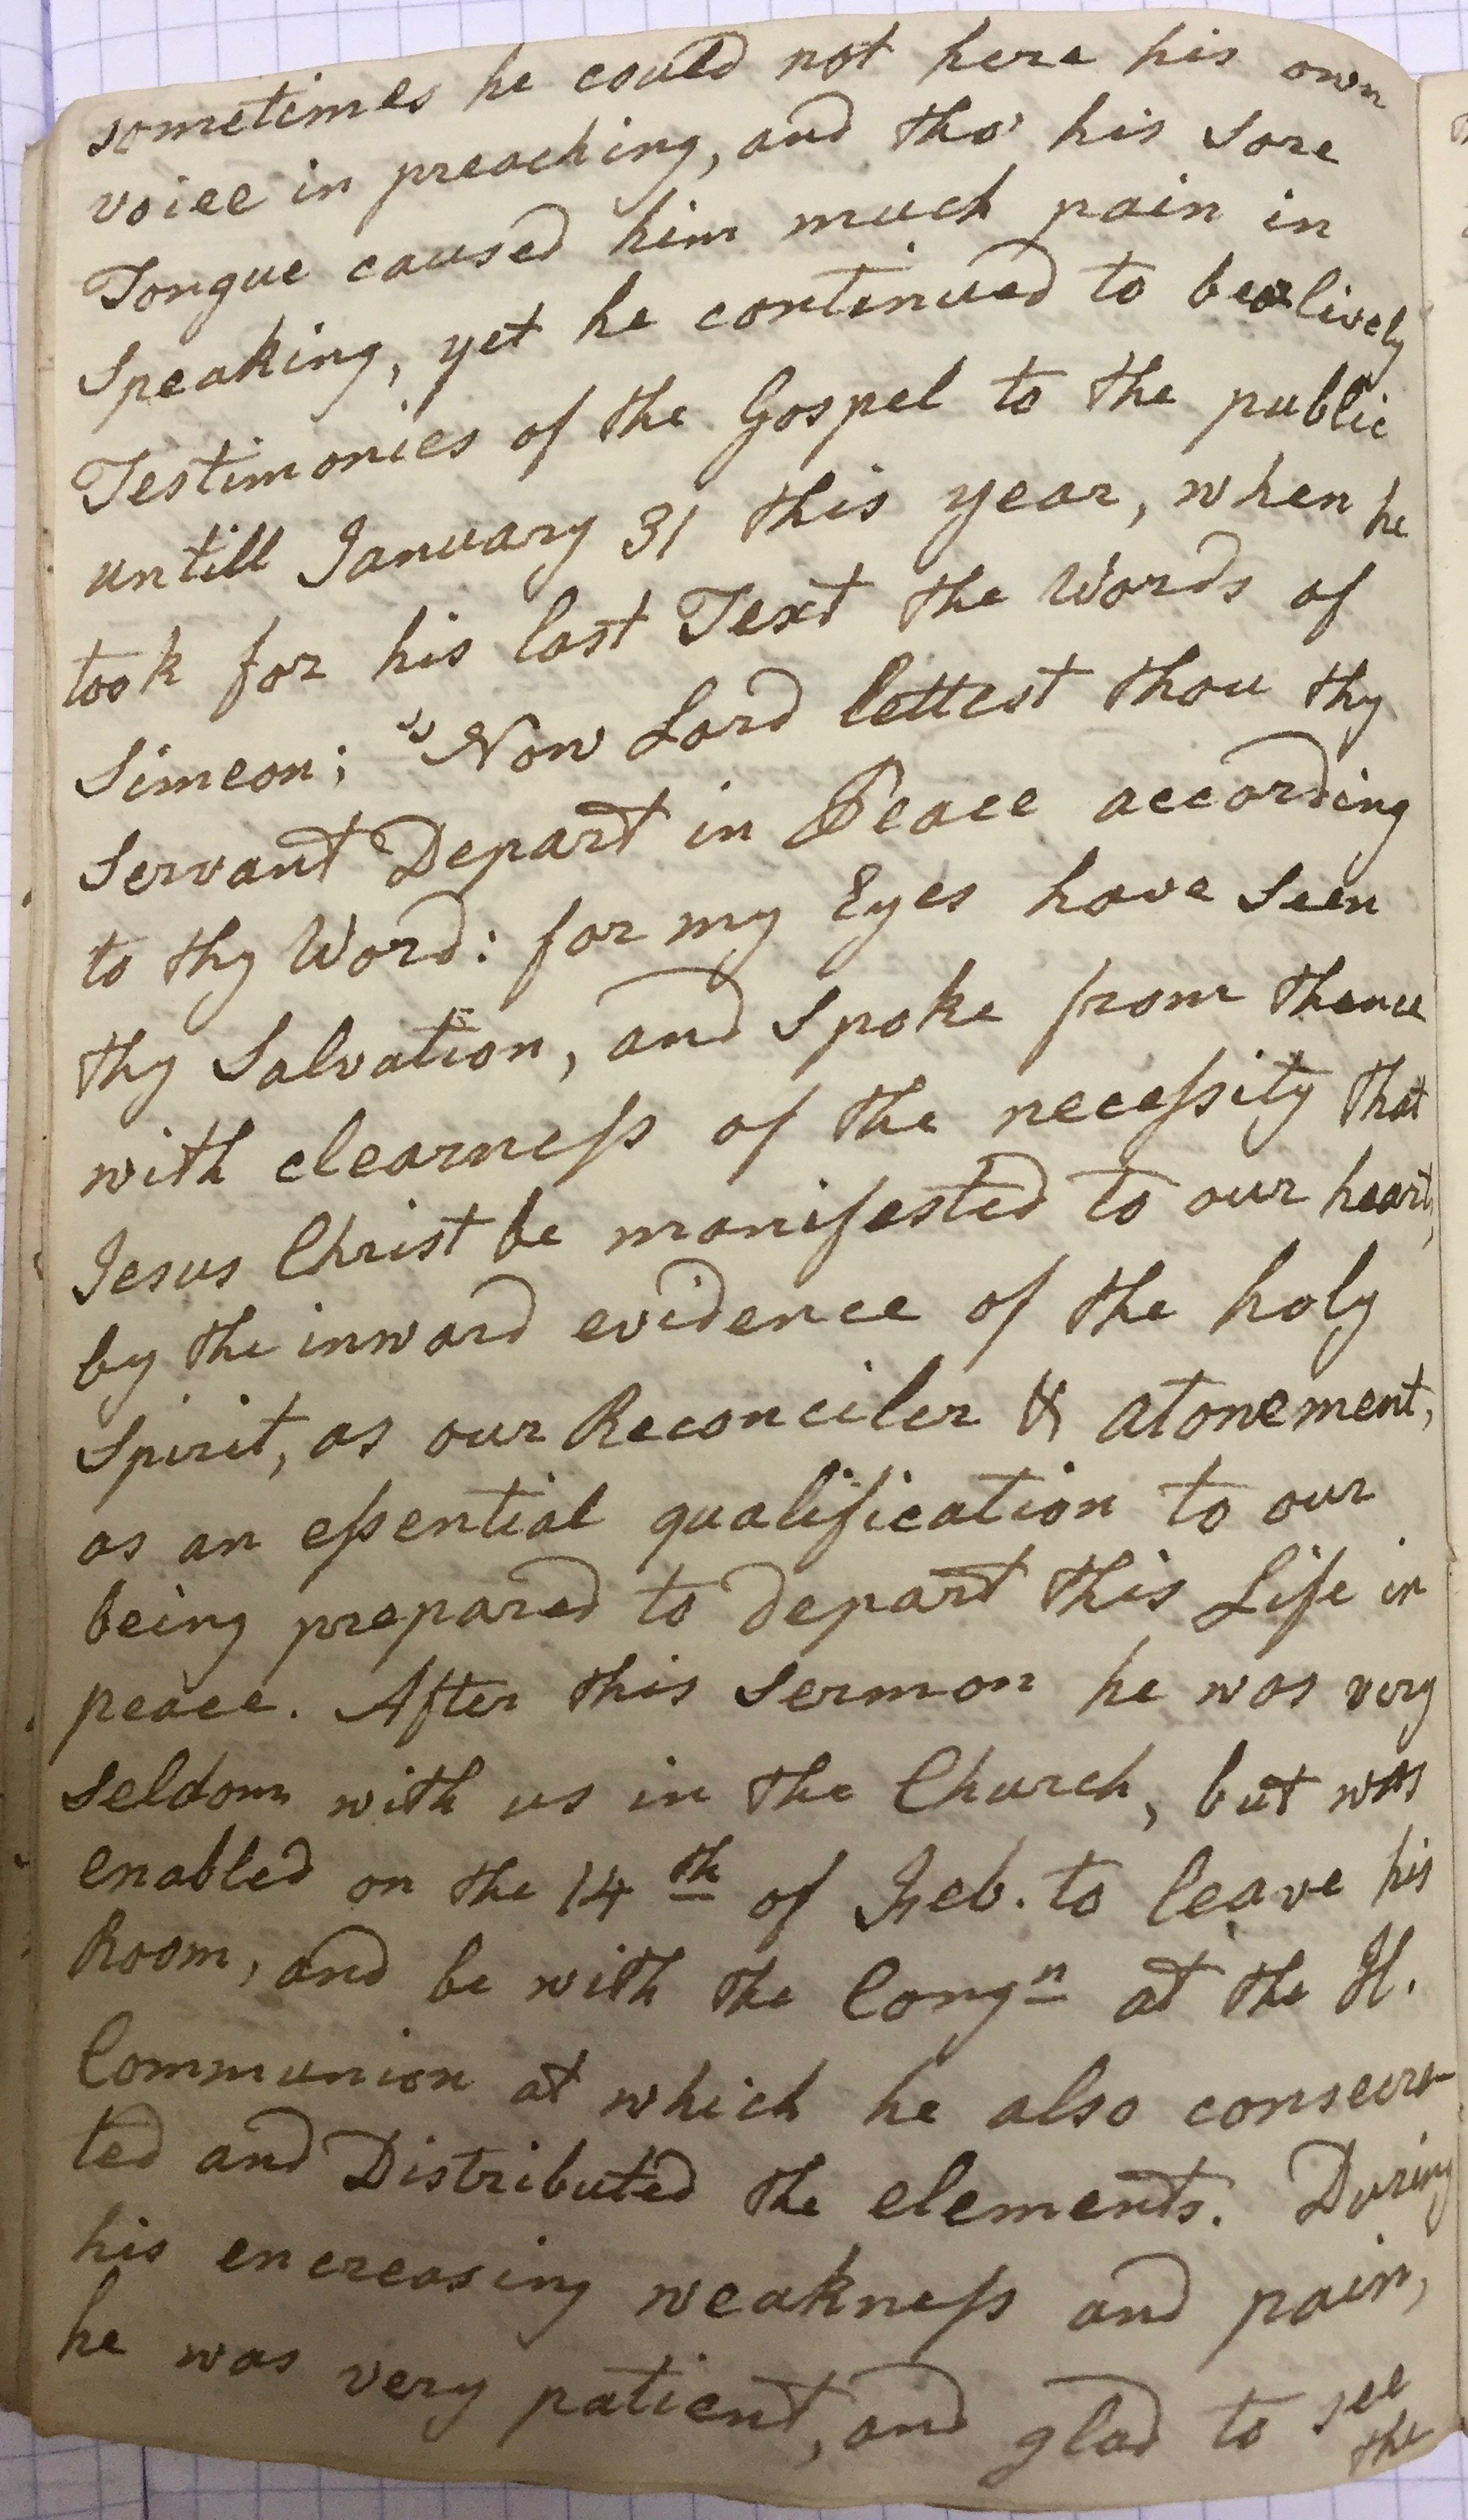 sometimes he could not here his own
voice in preaching, and tho' his Sore
Tongue caused him much pain in
Speaking, yet he continued to bear lively
Testimonies of the Gospel to the public
untill January 31 this year, when he
took for his last Text the Words of
Simeon; "Now Lord lettest thou thy
Servant Depart in Peace according
to thy Word: for my Eyes have Seen
thy Salvation, and Spoke from thence
with clearneſs of the neceſsity that
Jesus Christ be manifested to our heart,
by the inward evidence of the holy
Spirit, as our Reconciler & atonement,
as an eſsential qualification to our
being prepared to depart this Life in
peace. After this Sermon he was very
Seldom with us in the Church, but was
enabled on the 14th of Feb. to leave his
Room, and be with the Congn at the H.
Communion at which he also consecra-
ted and Distributed the elements. During
his encreasing weakneſs and pain,
he was very patient, and glad to see
the